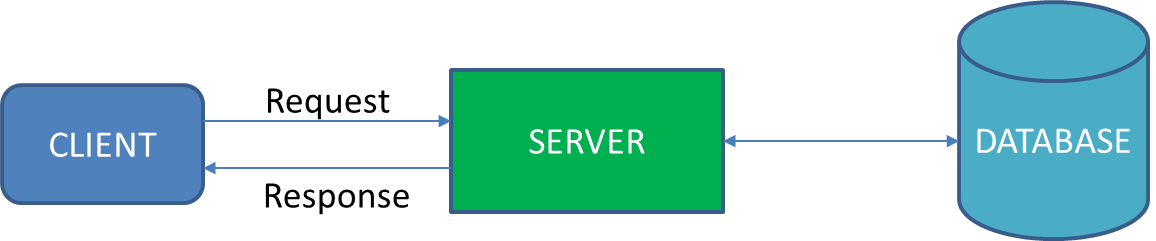 Request
CLIENT
SERVER
DATABASE
Response